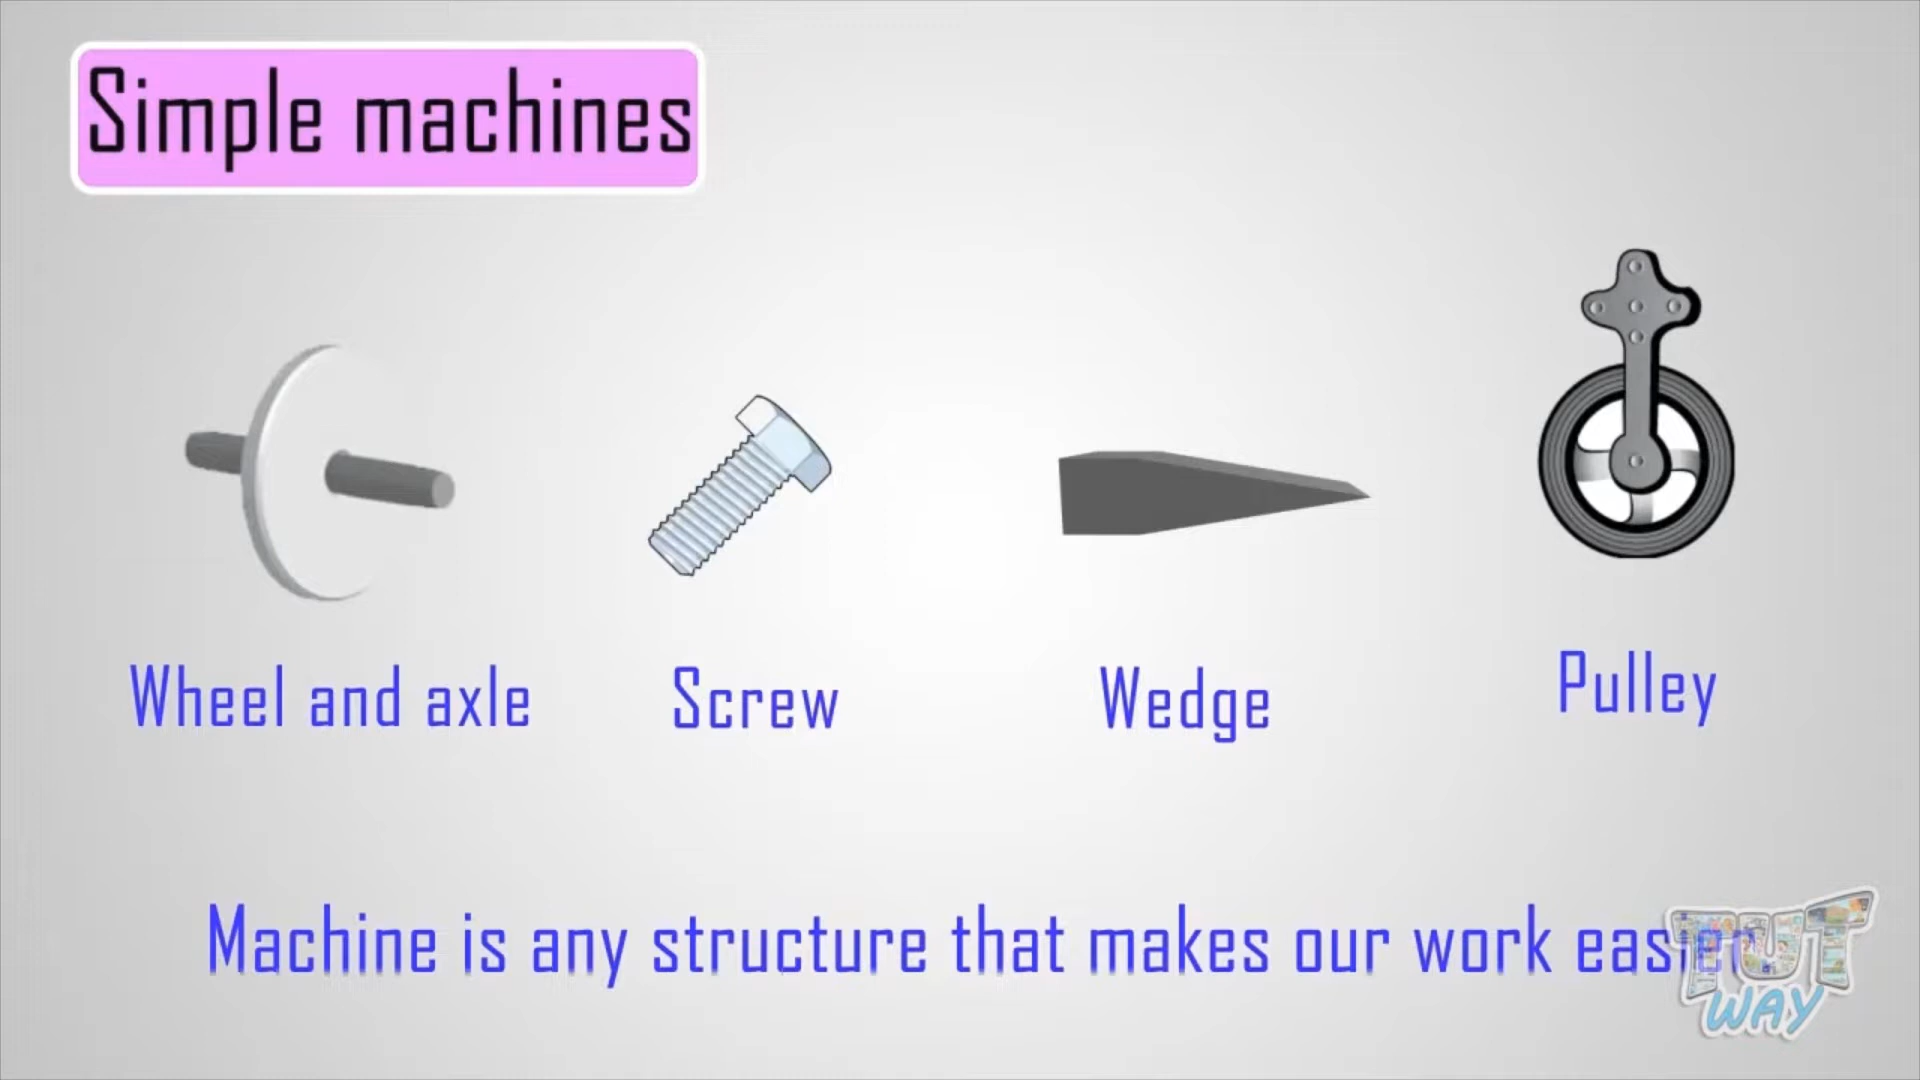 Simple machines
Wheel and axle
Screw
Wedge
Pulley
Machine is any structure that makes our work easier
TUT
WAY